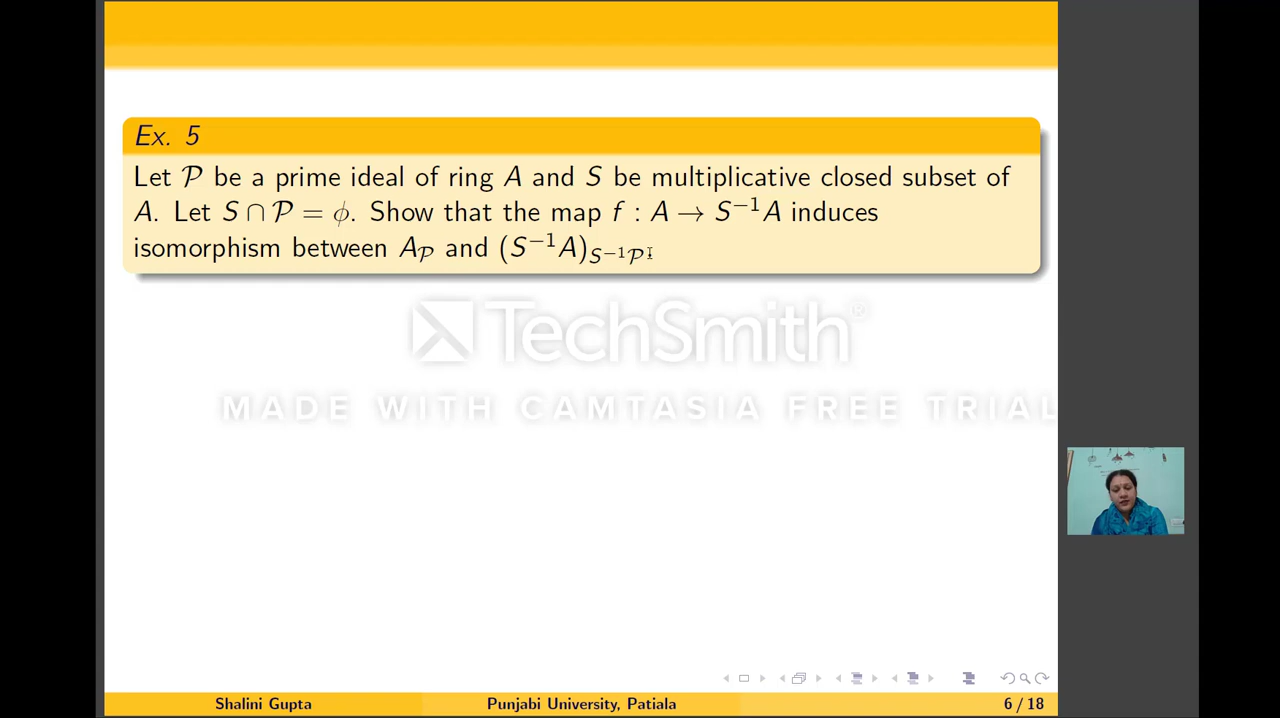 Ex. 5
Let 𝒫 be a prime ideal of ring A and S be multiplicative closed subset of
A. Let S ∩ 𝒫 = ϕ. Show that the map f : A → S⁻¹A induces
isomorphism between A_𝒫 and (S⁻¹A)_{S⁻¹𝒫}.
TechSmith®
MADE WITH CAMTASIA FREE TRIAL
Shalini Gupta Punjabi University, Patiala 6 / 18